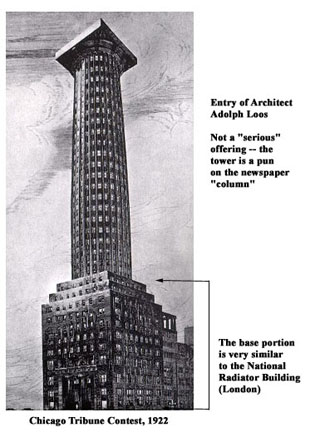 Entry of Architect
Adolph Loos
Not a "serious"
offering -- the
tower is a pun
on the newspaper
"column"
The base portion
is very similar
to the National
Radiator Building
(London)
Chicago Tribune Contest, 1922